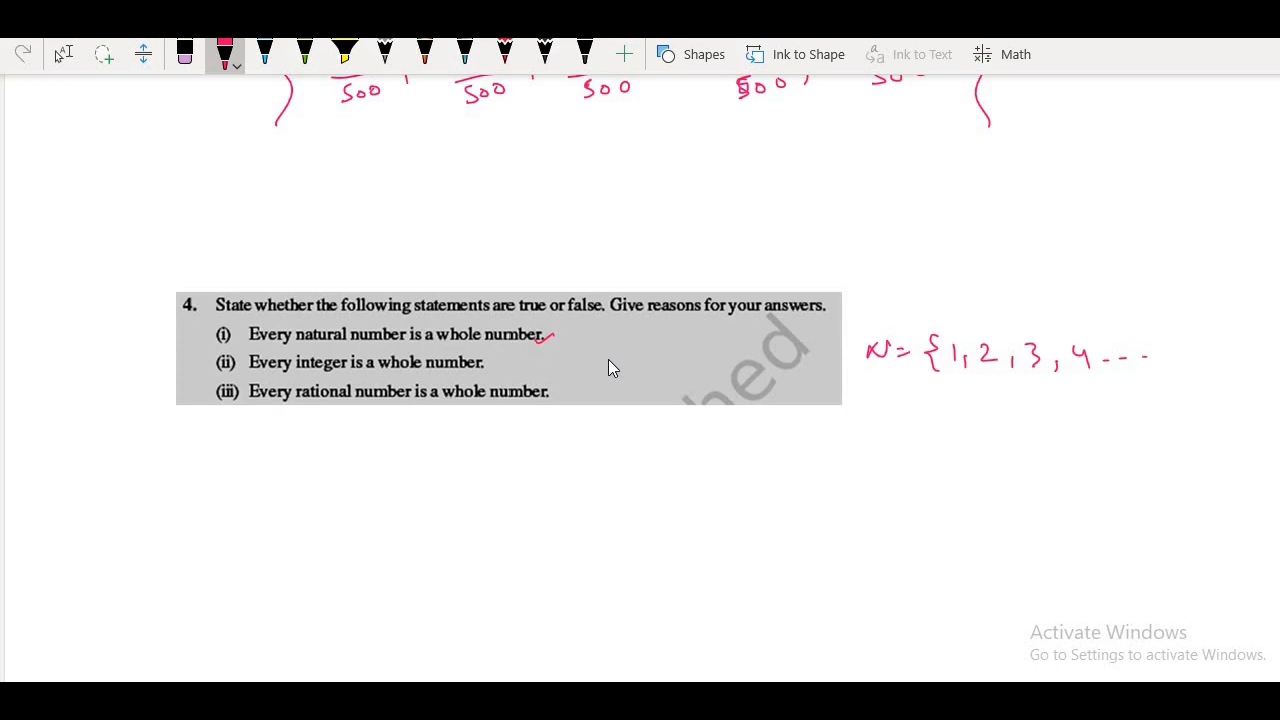 Shapes Ink to Shape Ink to Text Math
500 , 500 , 500 500 , 500
4. State whether the following statements are true or false. Give reasons for your answers.
(i) Every natural number is a whole number.
(ii) Every integer is a whole number.
(iii) Every rational number is a whole number.
N = { 1, 2, 3, 4 ---
hed
Activate Windows
Go to Settings to activate Windows.